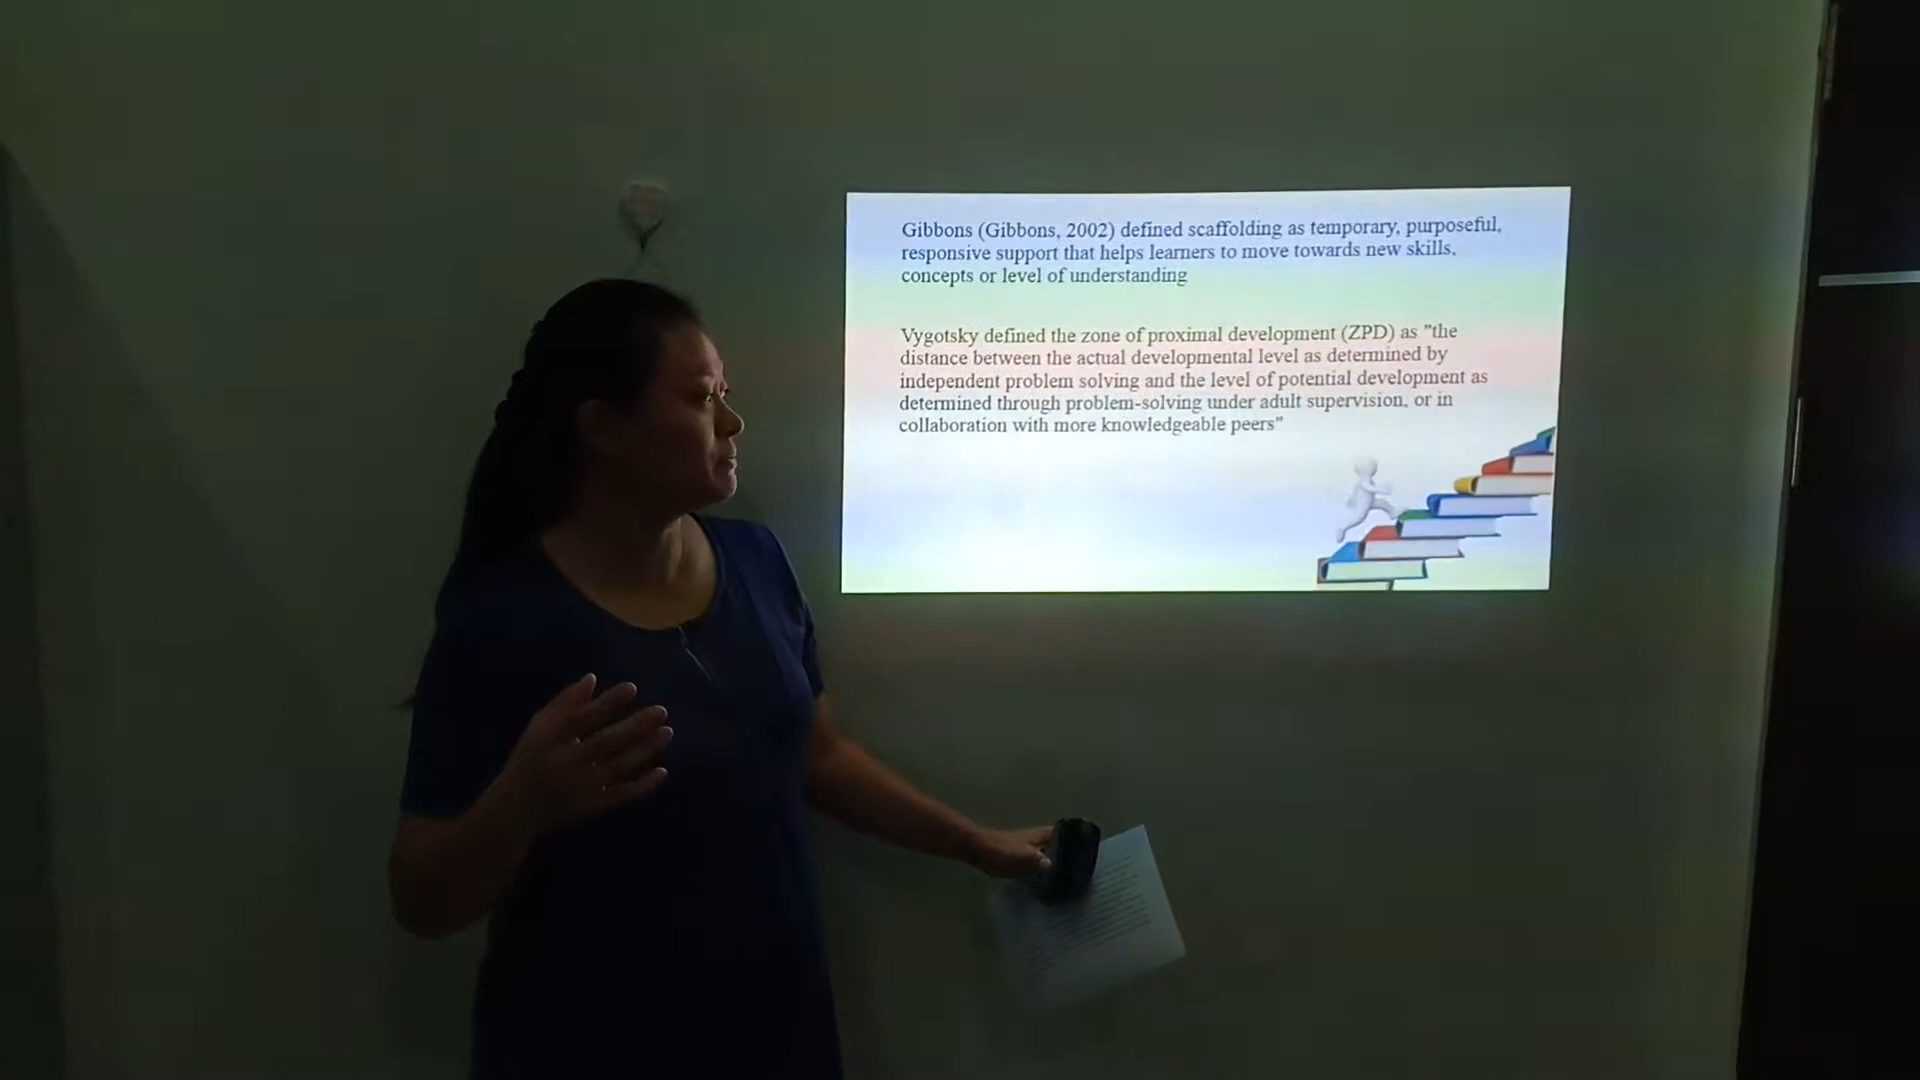 Gibbons (Gibbons, 2002) defined scaffolding as temporary, purposeful,
responsive support that helps learners to move towards new skills,
concepts or level of understanding
Vygotsky defined the zone of proximal development (ZPD) as "the
distance between the actual developmental level as determined by
independent problem solving and the level of potential development as
determined through problem-solving under adult supervision, or in
collaboration with more knowledgeable peers"